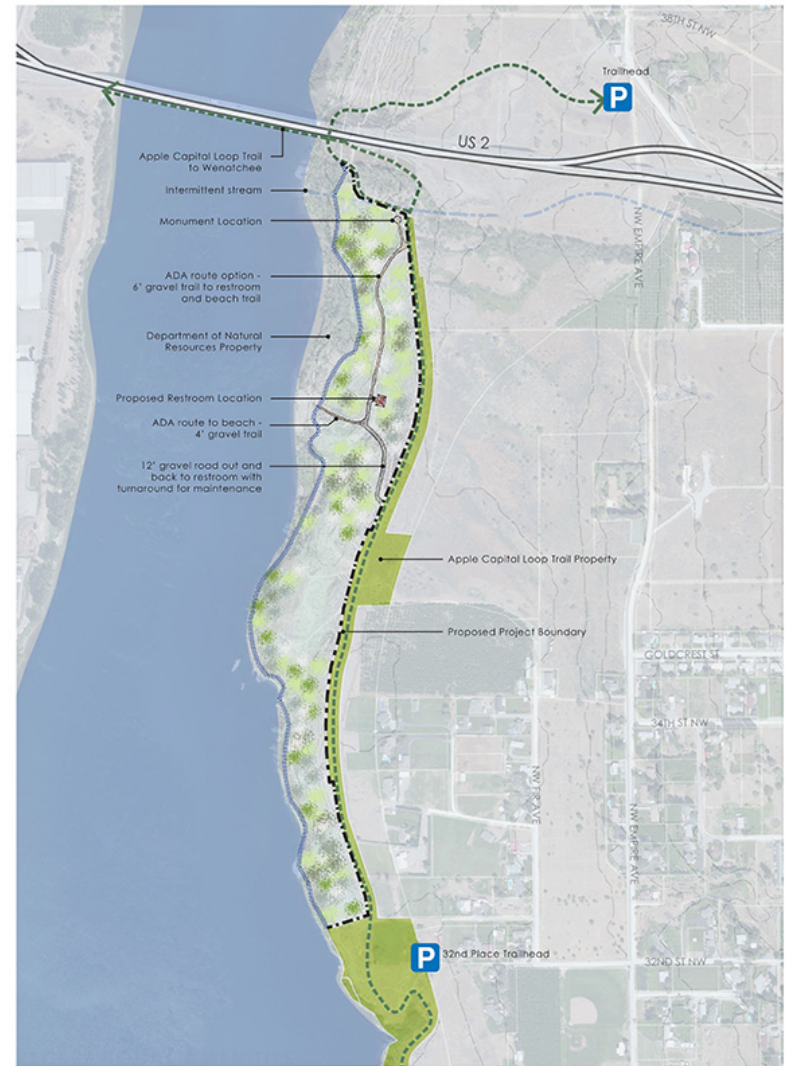 38TH ST NW
Trailhead
P
US 2
Apple Capital Loop Trail
to Wenatchee
Intermittent stream
Monument Location
NW EMPIRE AVE
ADA route option -
6' gravel trail to restroom
and beach trail
Department of Natural
Resources Property
Proposed Restroom Location
ADA route to beach -
4' gravel trail
12' gravel road out and
back to restroom with
turnaround for maintenance
Apple Capital Loop Trail Property
Proposed Project Boundary
GOLDCREST ST
34TH ST NW
NW FIR AVE
NW EMPIRE AVE
P
32nd Place Trailhead
32ND ST NW